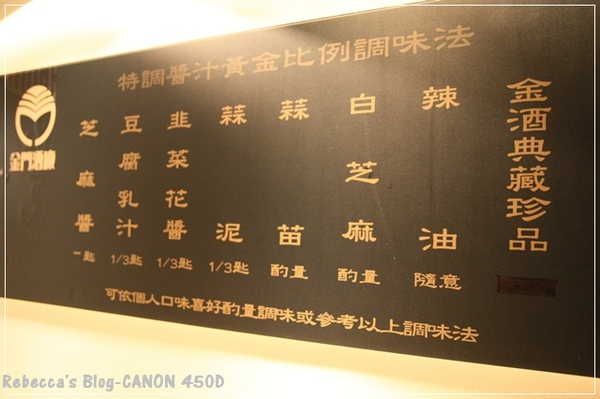 特調醬汁黃金比例調味法
金門酒廠
芝麻醬 一匙
豆腐乳汁 1/3匙
韭菜花醬 1/3匙
蒜泥 1/3匙
蒜苗 酌量
白芝麻 酌量
辣油 隨意
金酒典藏珍品
可依個人口味喜好酌量調味或參考以上調味法
Rebecca's Blog-CANON 450D